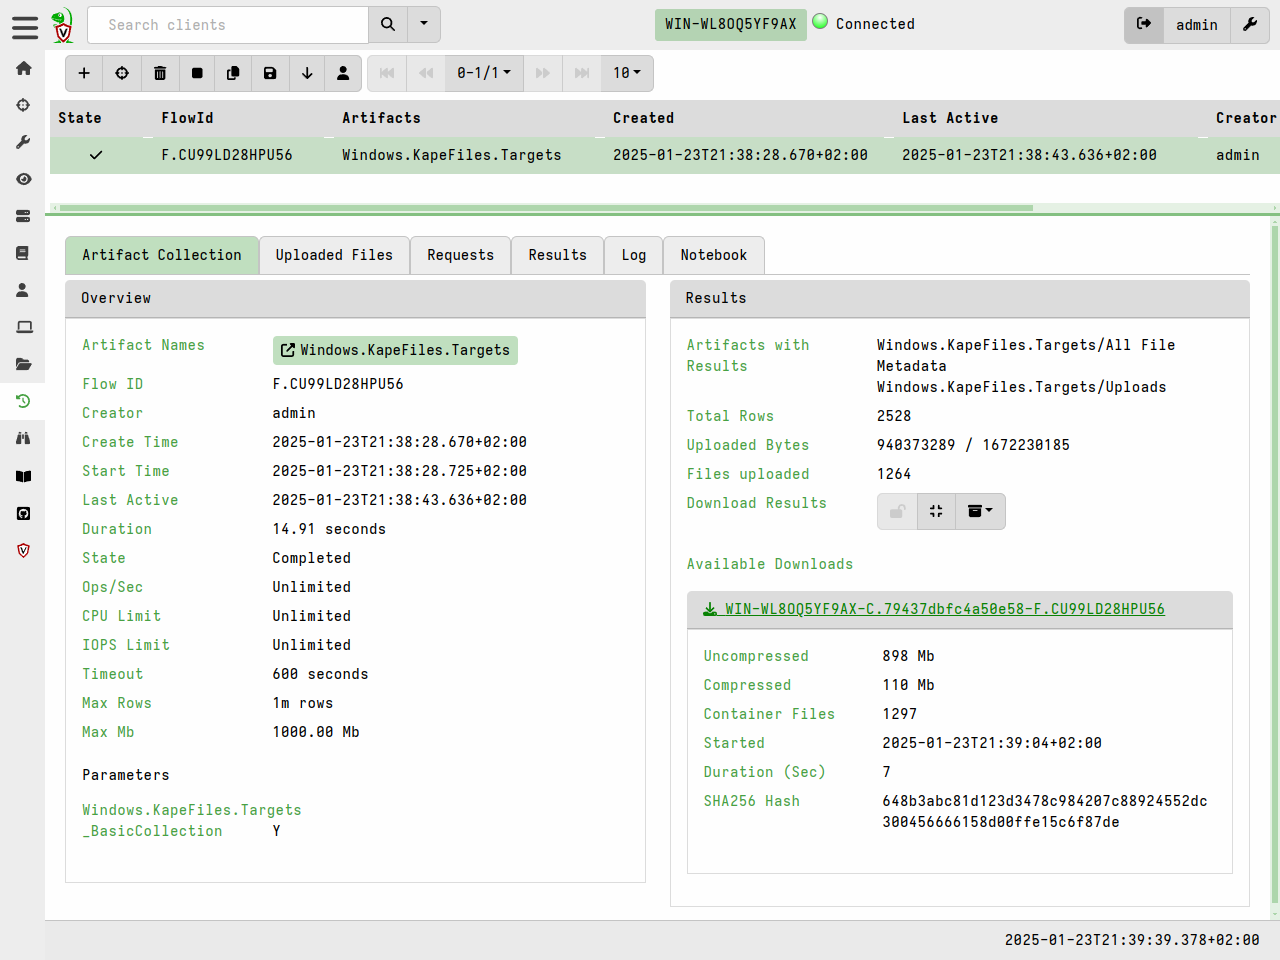 Search clients
WIN-WL8OQ5YF9AX
Connected
admin
0-1/1
10
State FlowId Artifacts Created Last Active Creator
F.CU99LD28HPU56 Windows.KapeFiles.Targets 2025-01-23T21:38:28.670+02:00 2025-01-23T21:38:43.636+02:00 admin
Artifact Collection Uploaded Files Requests Results Log Notebook
Overview
Artifact Names Windows.KapeFiles.Targets
Flow ID F.CU99LD28HPU56
Creator admin
Create Time 2025-01-23T21:38:28.670+02:00
Start Time 2025-01-23T21:38:28.725+02:00
Last Active 2025-01-23T21:38:43.636+02:00
Duration 14.91 seconds
State Completed
Ops/Sec Unlimited
CPU Limit Unlimited
IOPS Limit Unlimited
Timeout 600 seconds
Max Rows 1m rows
Max Mb 1000.00 Mb
Parameters
Windows.KapeFiles.Targets
_BasicCollection Y
Results
Artifacts with Windows.KapeFiles.Targets/All File
Results Metadata
Windows.KapeFiles.Targets/Uploads
Total Rows 2528
Uploaded Bytes 940373289 / 1672230185
Files uploaded 1264
Download Results
Available Downloads
WIN-WL8OQ5YF9AX-C.79437dbfc4a50e58-F.CU99LD28HPU56
Uncompressed 898 Mb
Compressed 110 Mb
Container Files 1297
Started 2025-01-23T21:39:04+02:00
Duration (Sec) 7
SHA256 Hash 648b3abc81d123d3478c984207c88924552dc
300456666158d00ffe15c6f87de
2025-01-23T21:39:39.378+02:00